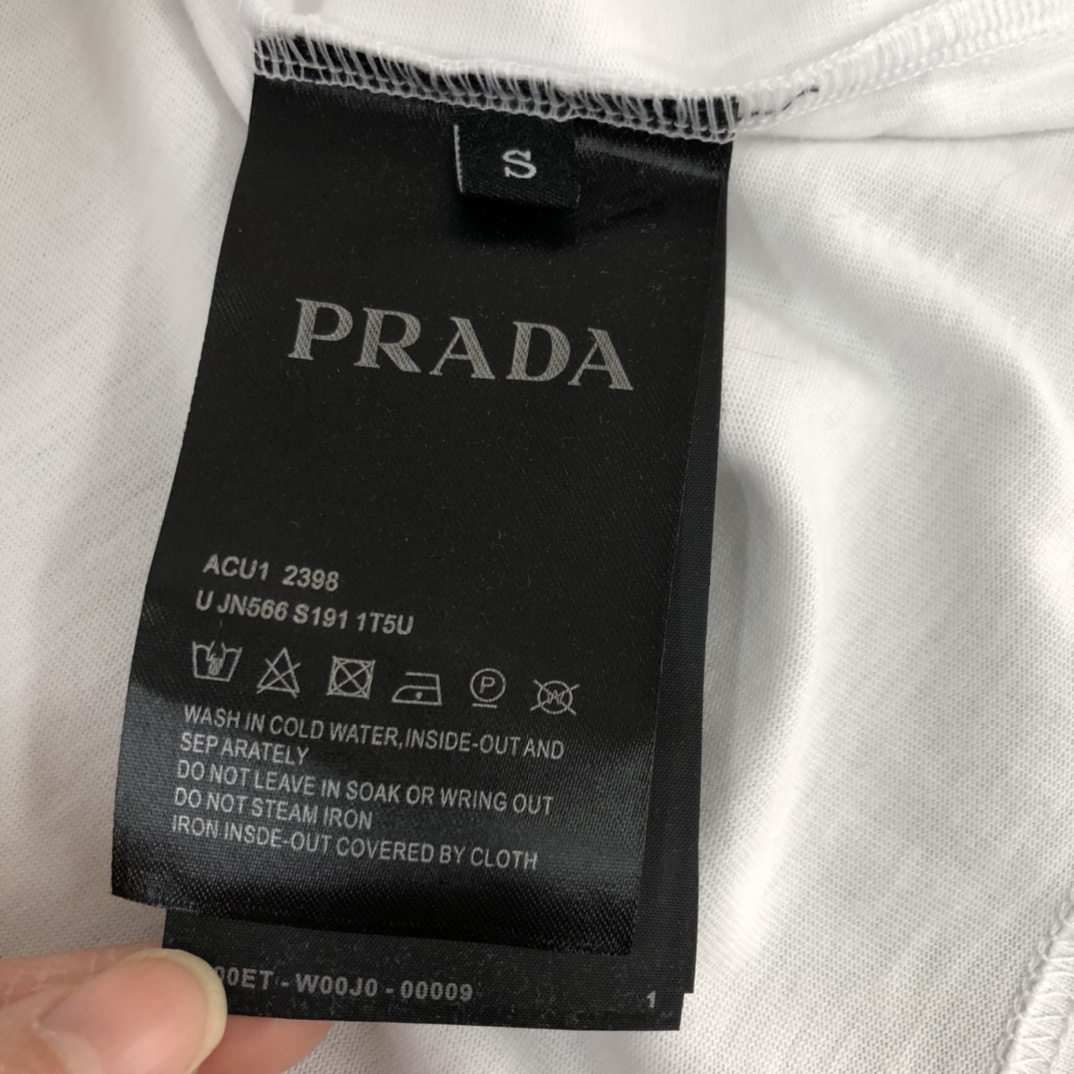 S
PRADA
ACU1 2398
U JN566 S191 1T5U
P
W
WASH IN COLD WATER,INSIDE-OUT AND
SEP ARATELY
DO NOT LEAVE IN SOAK OR WRING OUT
DO NOT STEAM IRON
IRON INSDE-OUT COVERED BY CLOTH
00ET - W00J0 - 00009
1